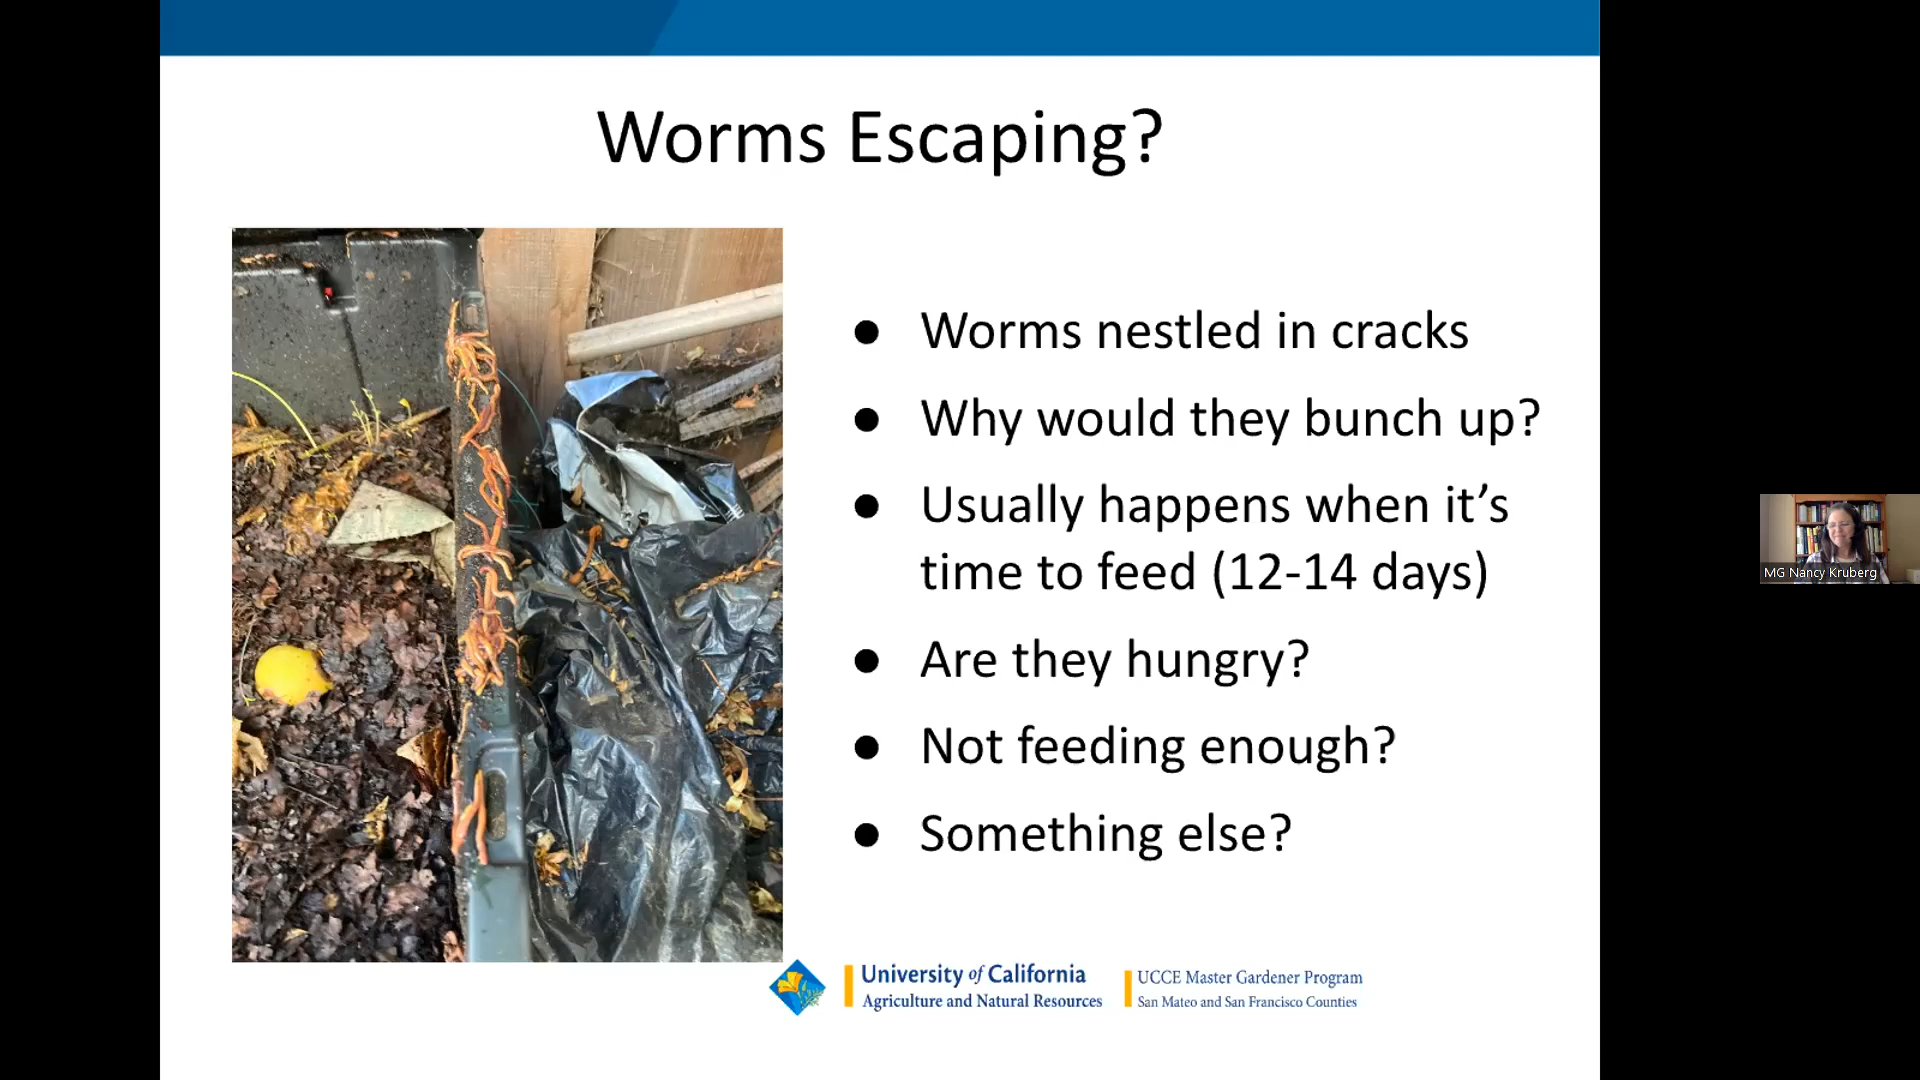 Worms Escaping?
● Worms nestled in cracks
● Why would they bunch up?
● Usually happens when it’s
time to feed (12-14 days)
● Are they hungry?
● Not feeding enough?
● Something else?
MG Nancy Kruberg
University of California
Agriculture and Natural Resources
UCCE Master Gardener Program
San Mateo and San Francisco Counties